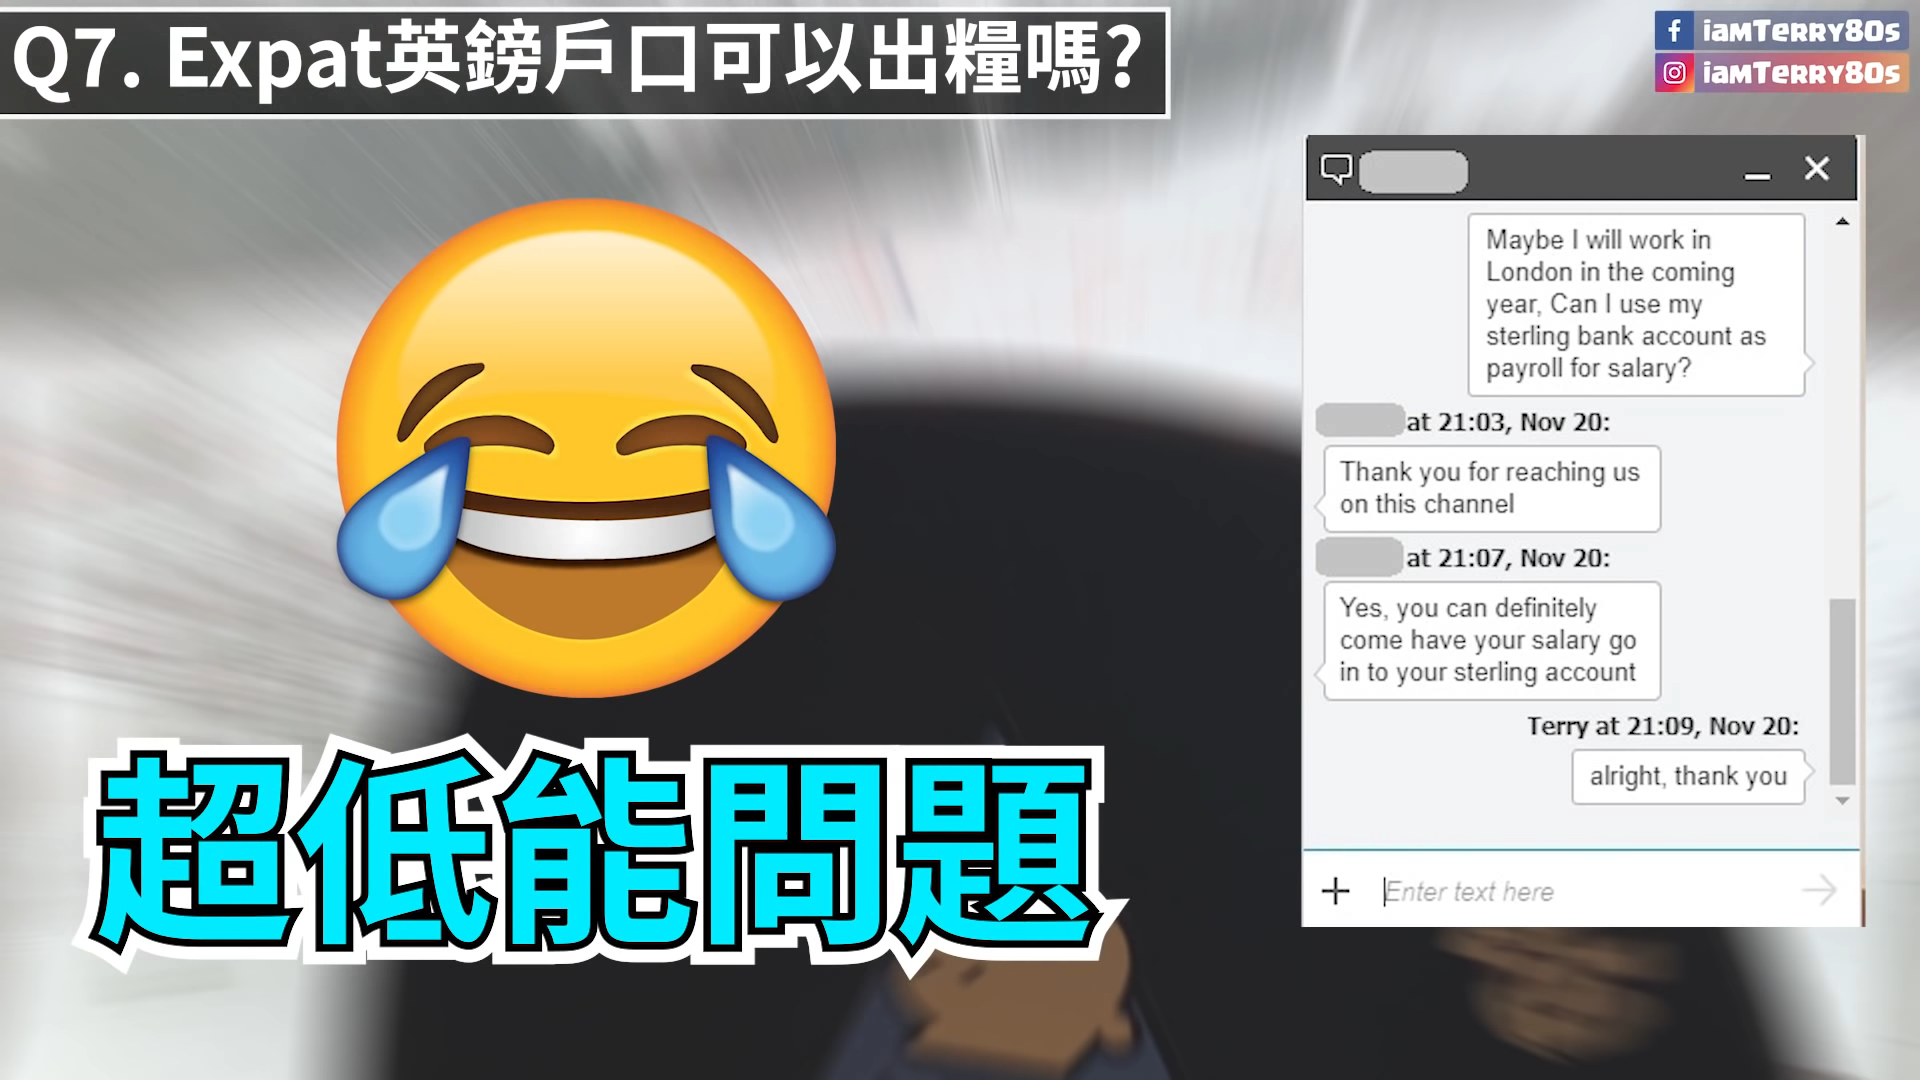 Q7. Expat英鎊戶口可以出糧嗎?
iamTerry80s
iamTerry80s
Maybe I will work in
London in the coming
year, Can I use my
sterling bank account as
payroll for salary?
at 21:03, Nov 20:
Thank you for reaching us
on this channel
at 21:07, Nov 20:
Yes, you can definitely
come have your salary go
in to your sterling account
Terry at 21:09, Nov 20:
alright, thank you
Enter text here
超低能問題